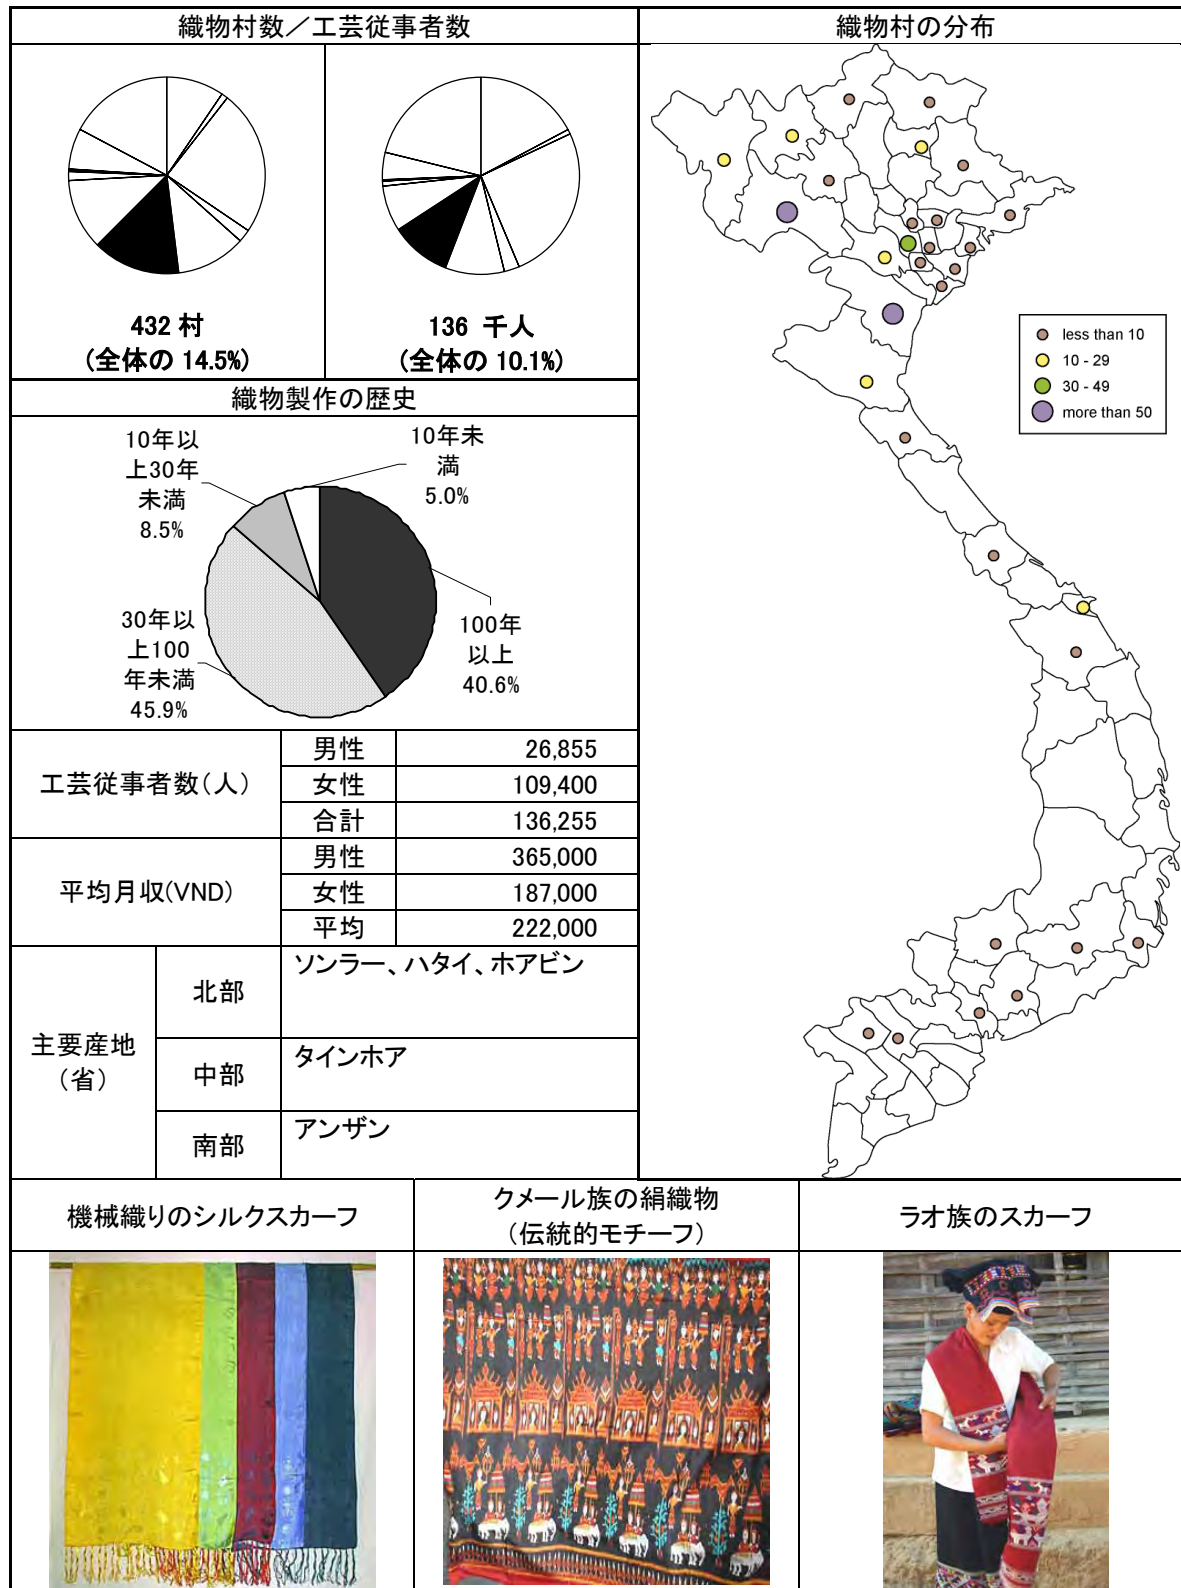 織物村数／工芸従事者数
織物村の分布
432 村
(全体の 14.5%)
136 千人
(全体の 10.1%)
less than 10
10 - 29
30 - 49
more than 50
織物製作の歴史
10年以
上30年
未満
8.5%
10年未
満
5.0%
30年以
上100
年未満
45.9%
100年
以上
40.6%
工芸従事者数(人)
男性 26,855
女性 109,400
合計 136,255
平均月収(VND)
男性 365,000
女性 187,000
平均 222,000
主要産地
（省）
北部 ソンラー、ハタイ、ホアビン
中部 タインホア
南部 アンザン
機械織りのシルクスカーフ
クメール族の絹織物
（伝統的モチーフ）
ラオ族のスカーフ